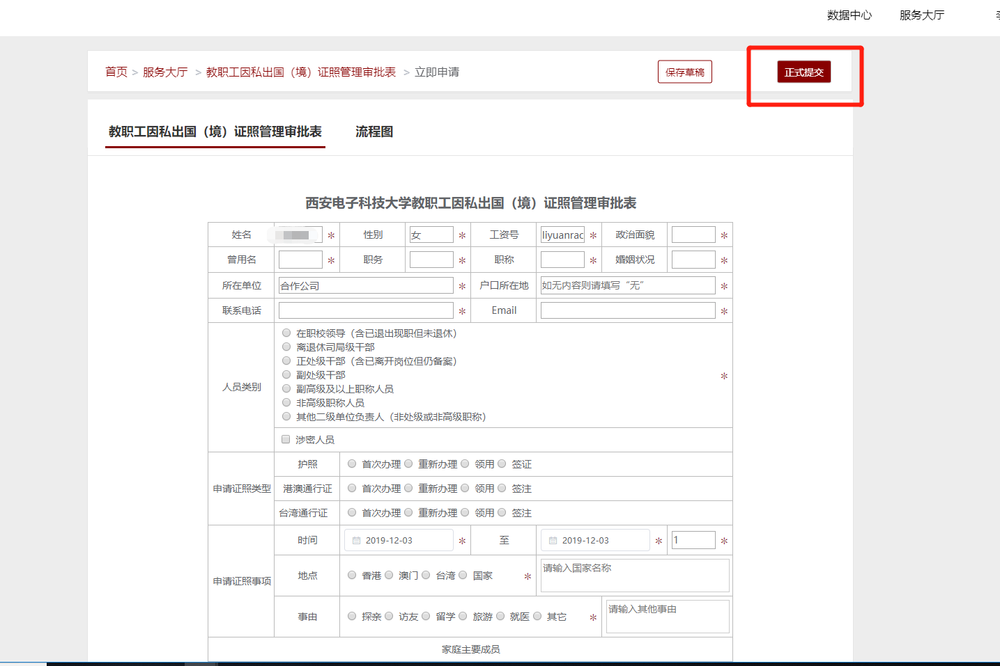 数据中心 服务大厅
首页 > 服务大厅 > 教职工因私出国（境）证照管理审批表 > 立即申请 保存草稿 正式提交
教职工因私出国（境）证照管理审批表 流程图
西安电子科技大学教职工因私出国（境）证照管理审批表
姓名 * 性别 女 * 工资号 liyuanrac * 政治面貌 *
曾用名 * 职务 * 职称 * 婚姻状况 *
所在单位 合作公司 * 户口所在地 如无内容则请填写“无” *
联系电话 * Email *
人员类别
在职校领导（含已退出现职但未退休）
离退休司局级干部
正处级干部（含已离开岗位但仍备案）
副处级干部
副高级及以上职称人员
非高级职称人员
其他二级单位负责人（非处级或非高级职称）
*
涉密人员
申请证照类型
护照 首次办理 重新办理 领用 签证
港澳通行证 首次办理 重新办理 领用 签注
台湾通行证 首次办理 重新办理 领用 签注
申请证照事项
时间 2019-12-03 * 至 2019-12-03 * 1 *
地点 香港 澳门 台湾 国家 * 请输入国家名称
事由 探亲 访友 留学 旅游 就医 其它 * 请输入其他事由
家庭主要成员